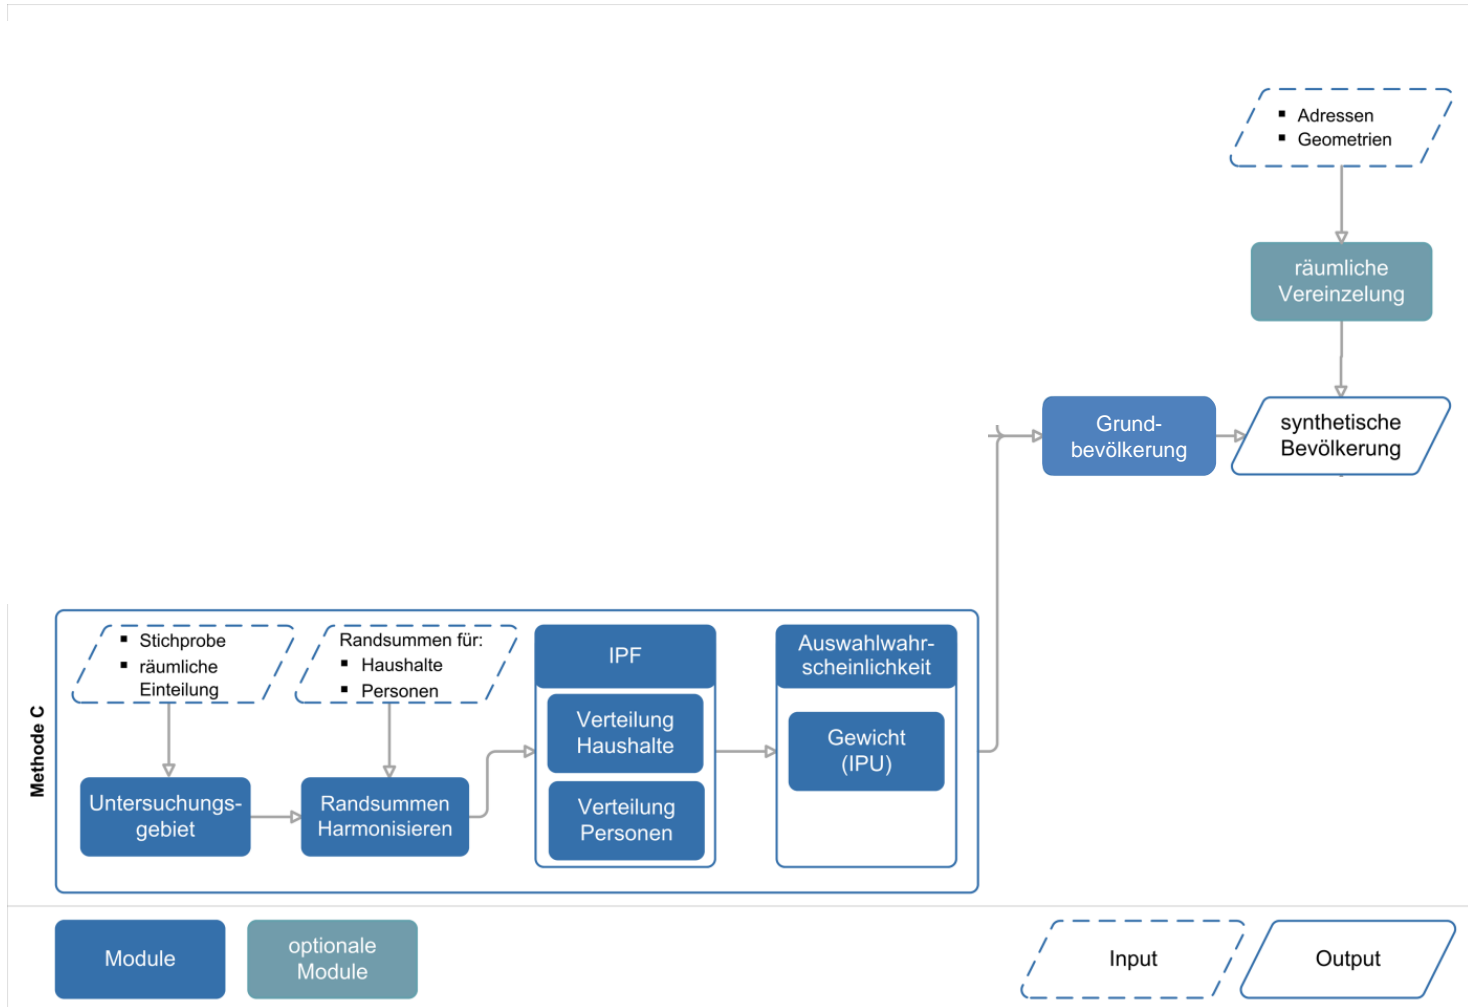 ▪ Adressen
▪ Geometrien
räumliche
Vereinzelung
Grund-
bevölkerung
synthetische
Bevölkerung
Methode C
▪ Stichprobe
▪ räumliche
Einteilung
Randsummen für:
▪ Haushalte
▪ Personen
IPF
Auswahlwahr-
scheinlichkeit
Verteilung
Haushalte
Gewicht
(IPU)
Untersuchungs-
gebiet
Randsummen
Harmonisieren
Verteilung
Personen
Module
optionale
Module
Input
Output